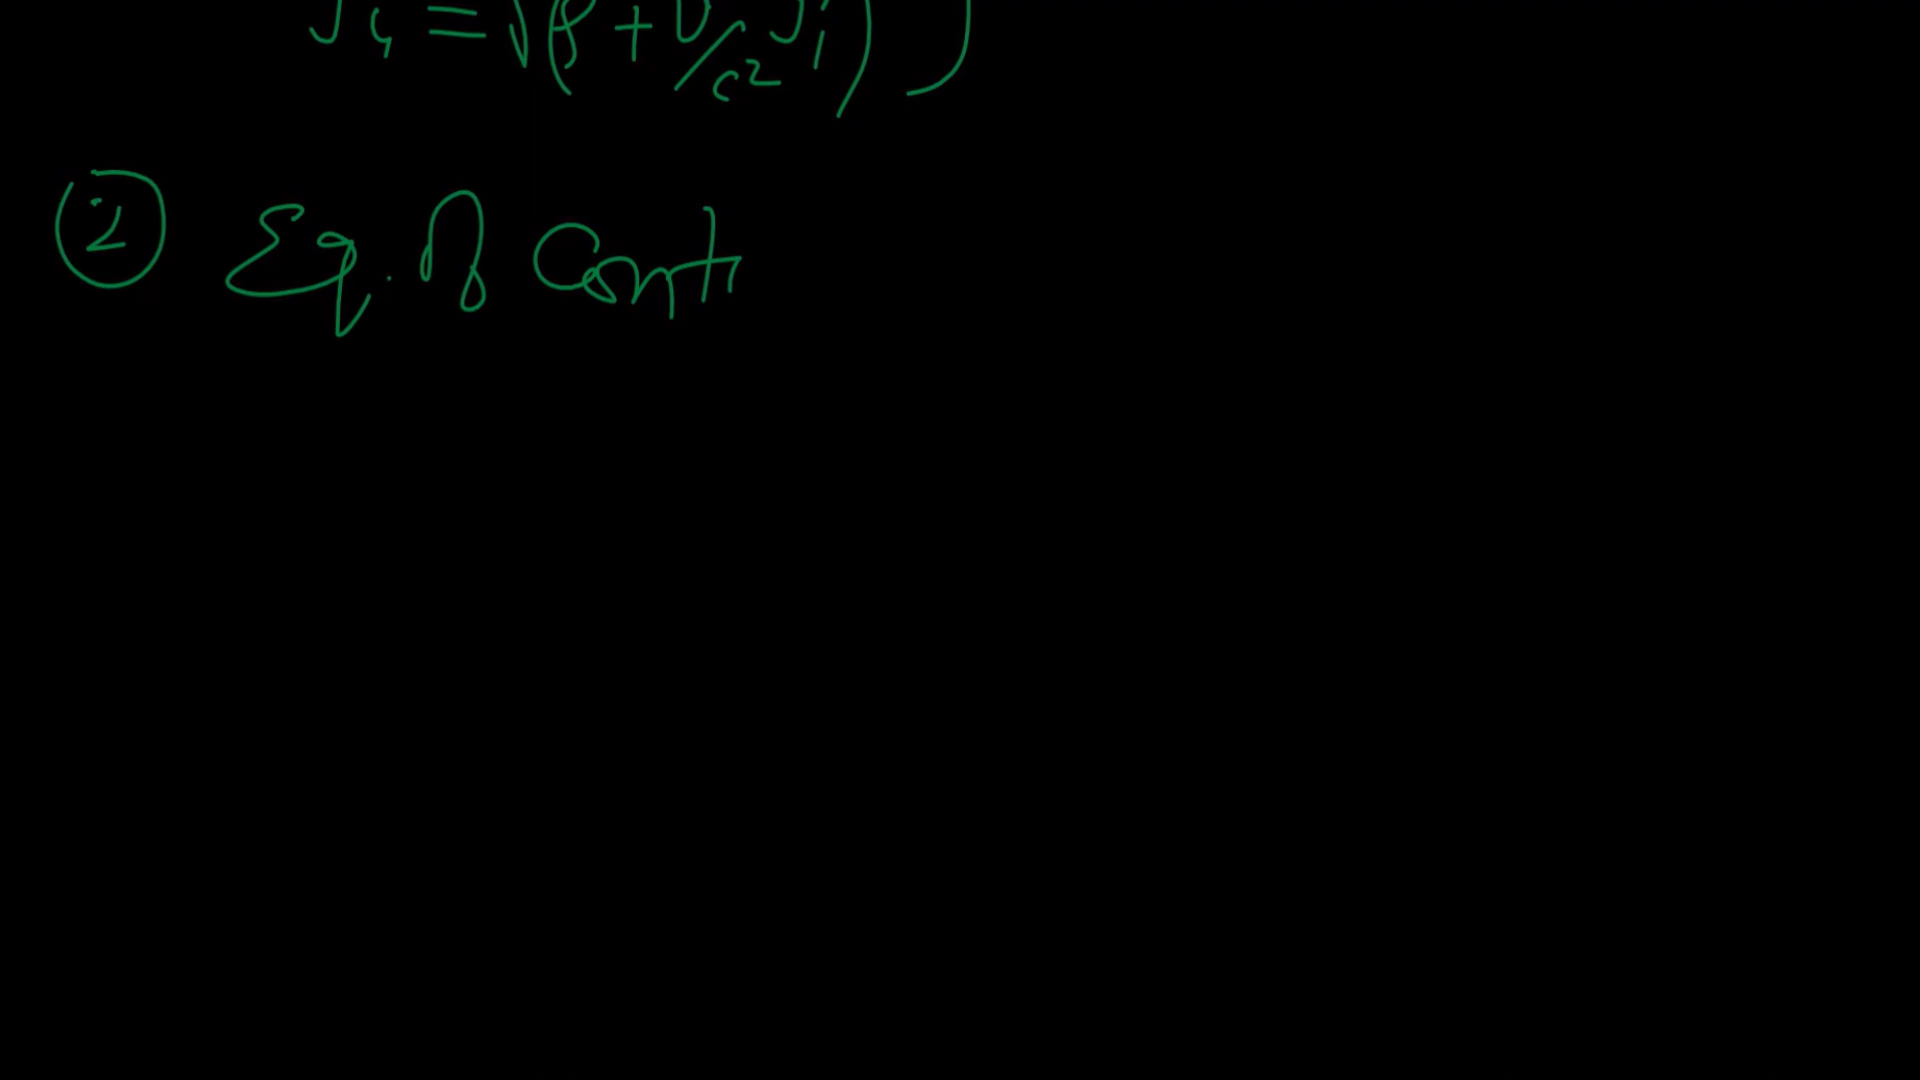 J4 = γ(ρ + v/c² J1)
② Eq. of Conti